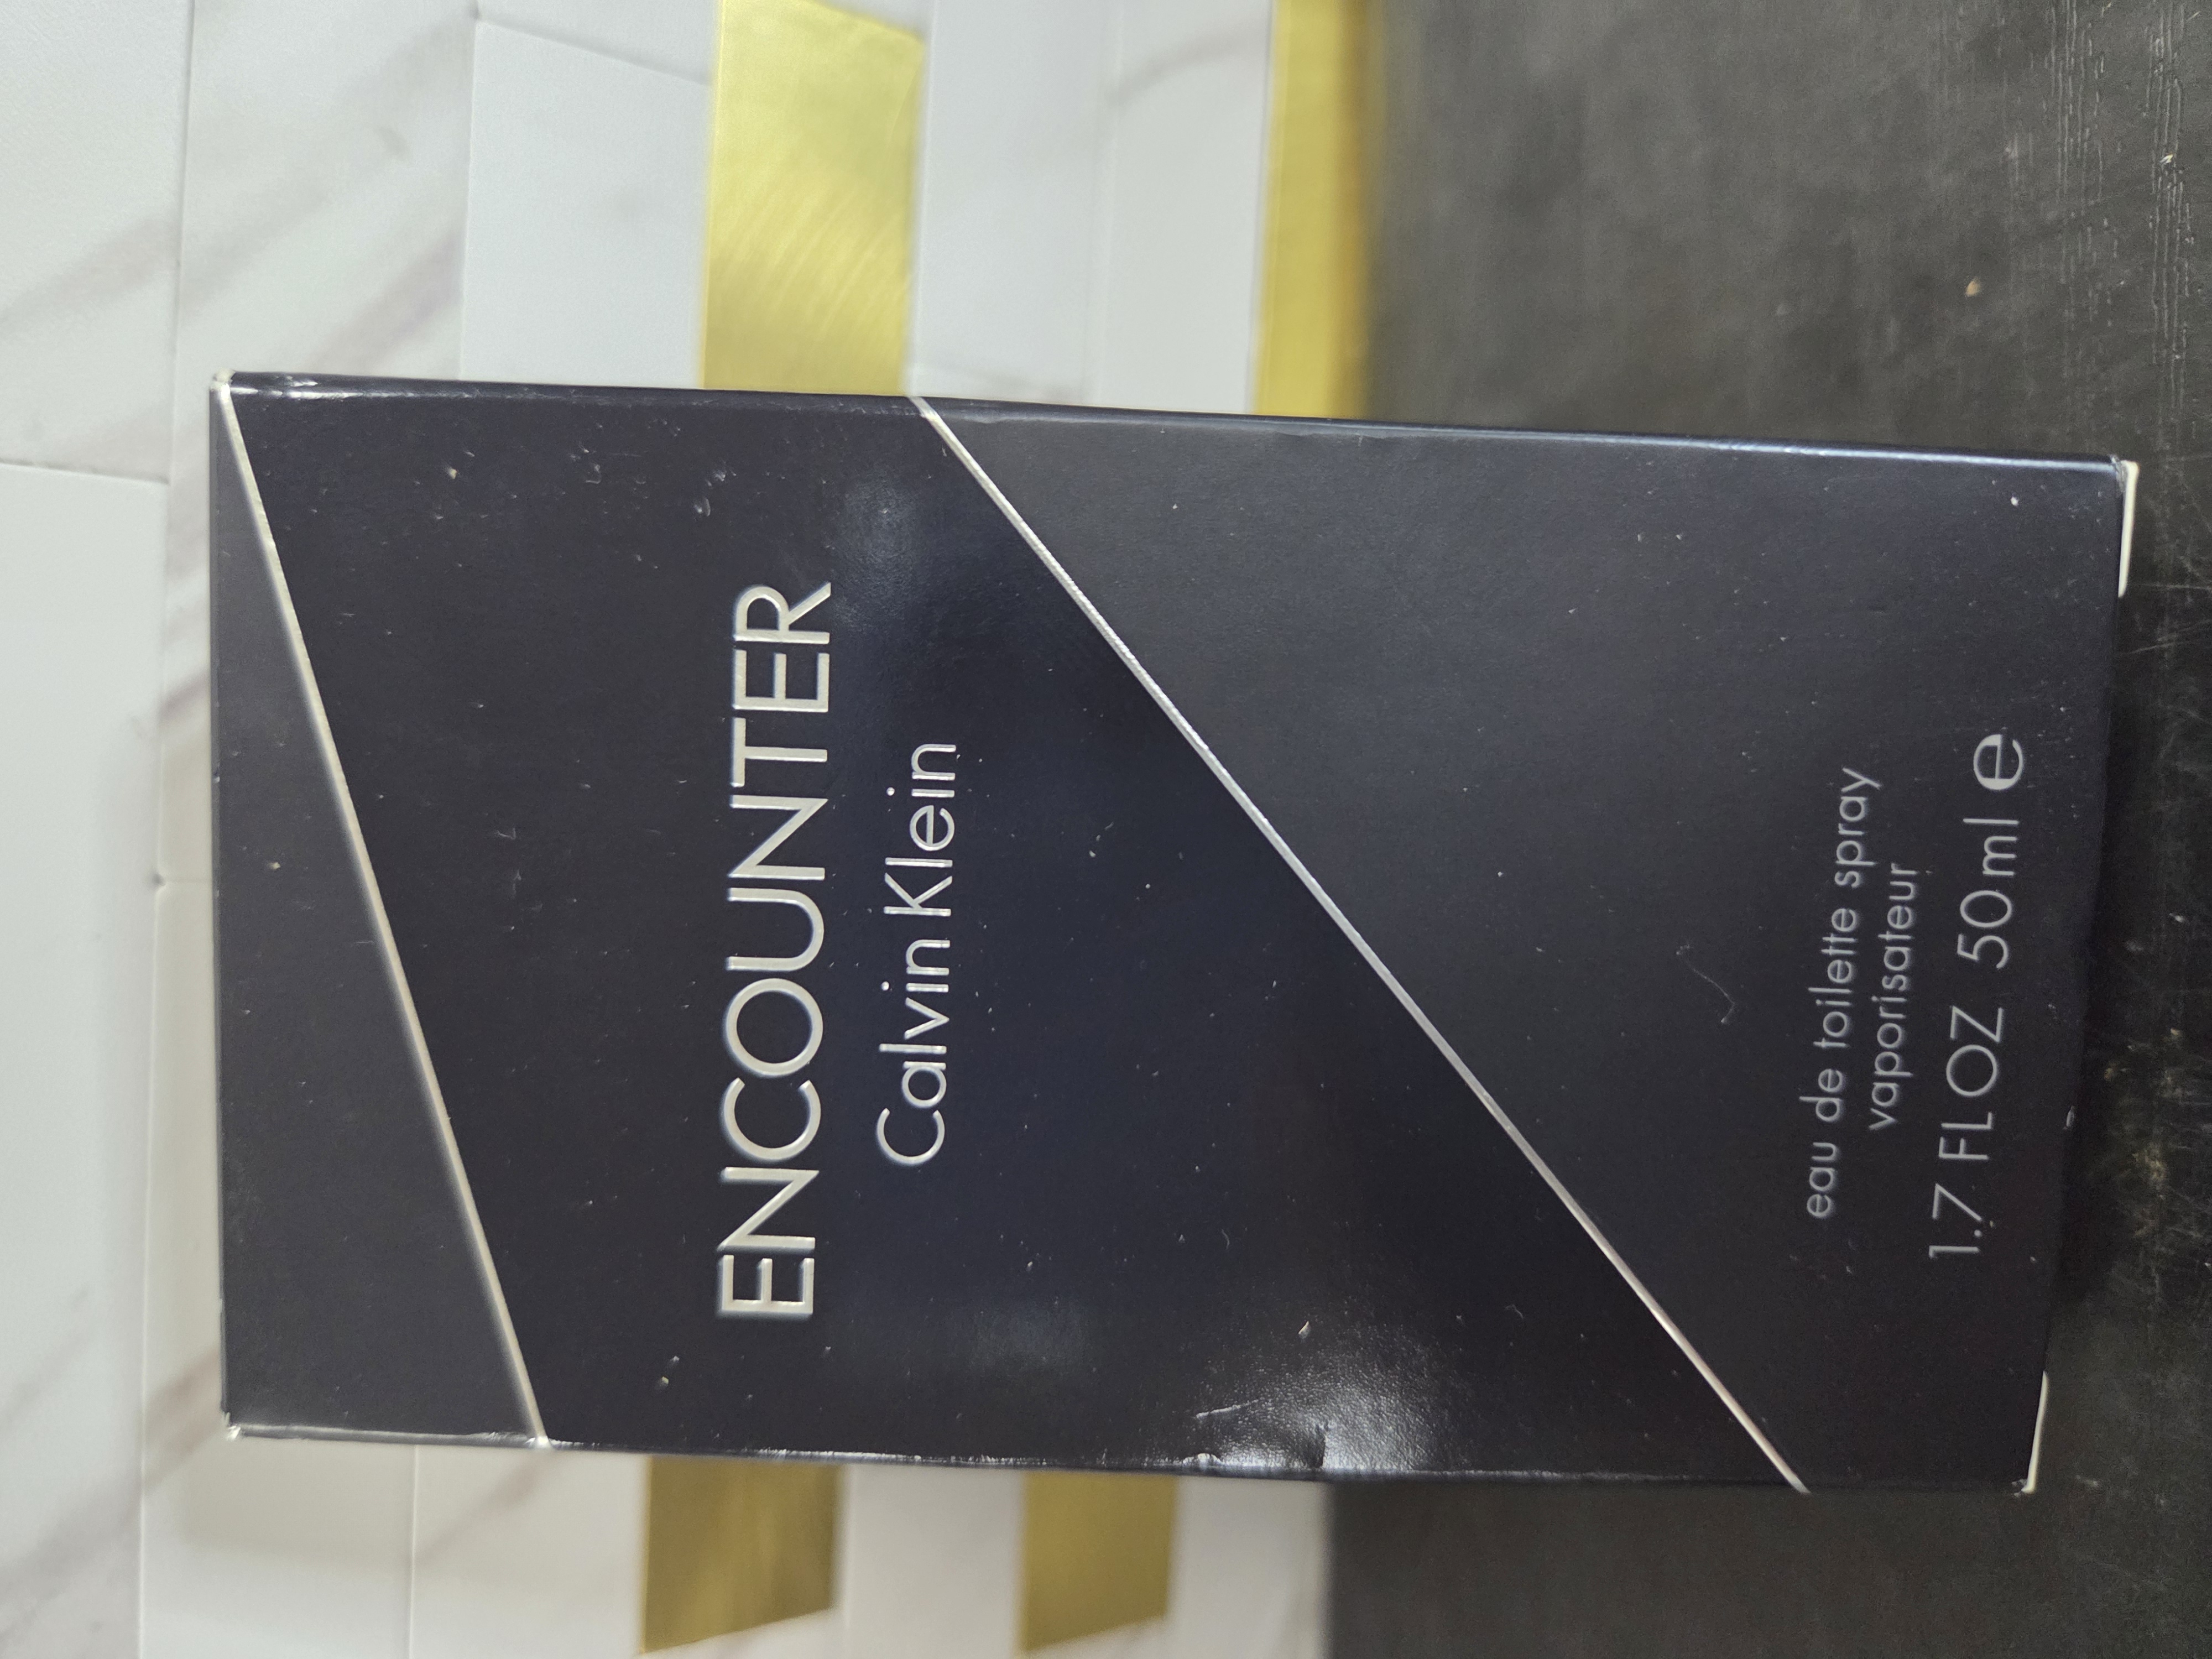 ENCOUNTER
Calvin Klein
eau de toilette spray
vaporisateur
1.7 FL OZ 50 ml e